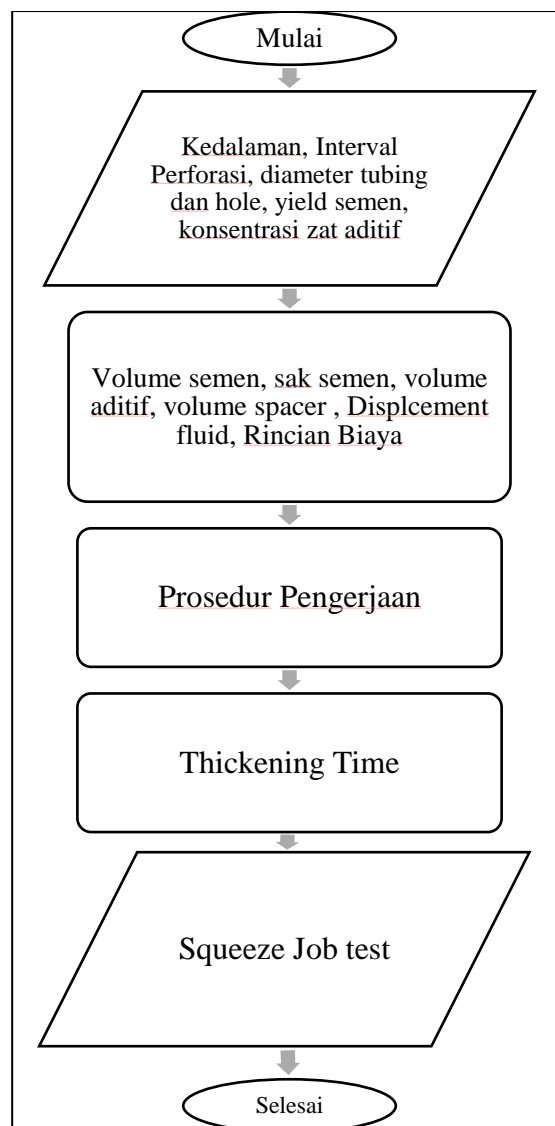 Mulai
Kedalaman, Interval
Perforasi, diameter tubing
dan hole, yield semen,
konsentrasi zat aditif
Volume semen, sak semen, volume
aditif, volume spacer , Displcement
fluid, Rincian Biaya
Prosedur Pengerjaan
Thickening Time
Squeeze Job test
Selesai